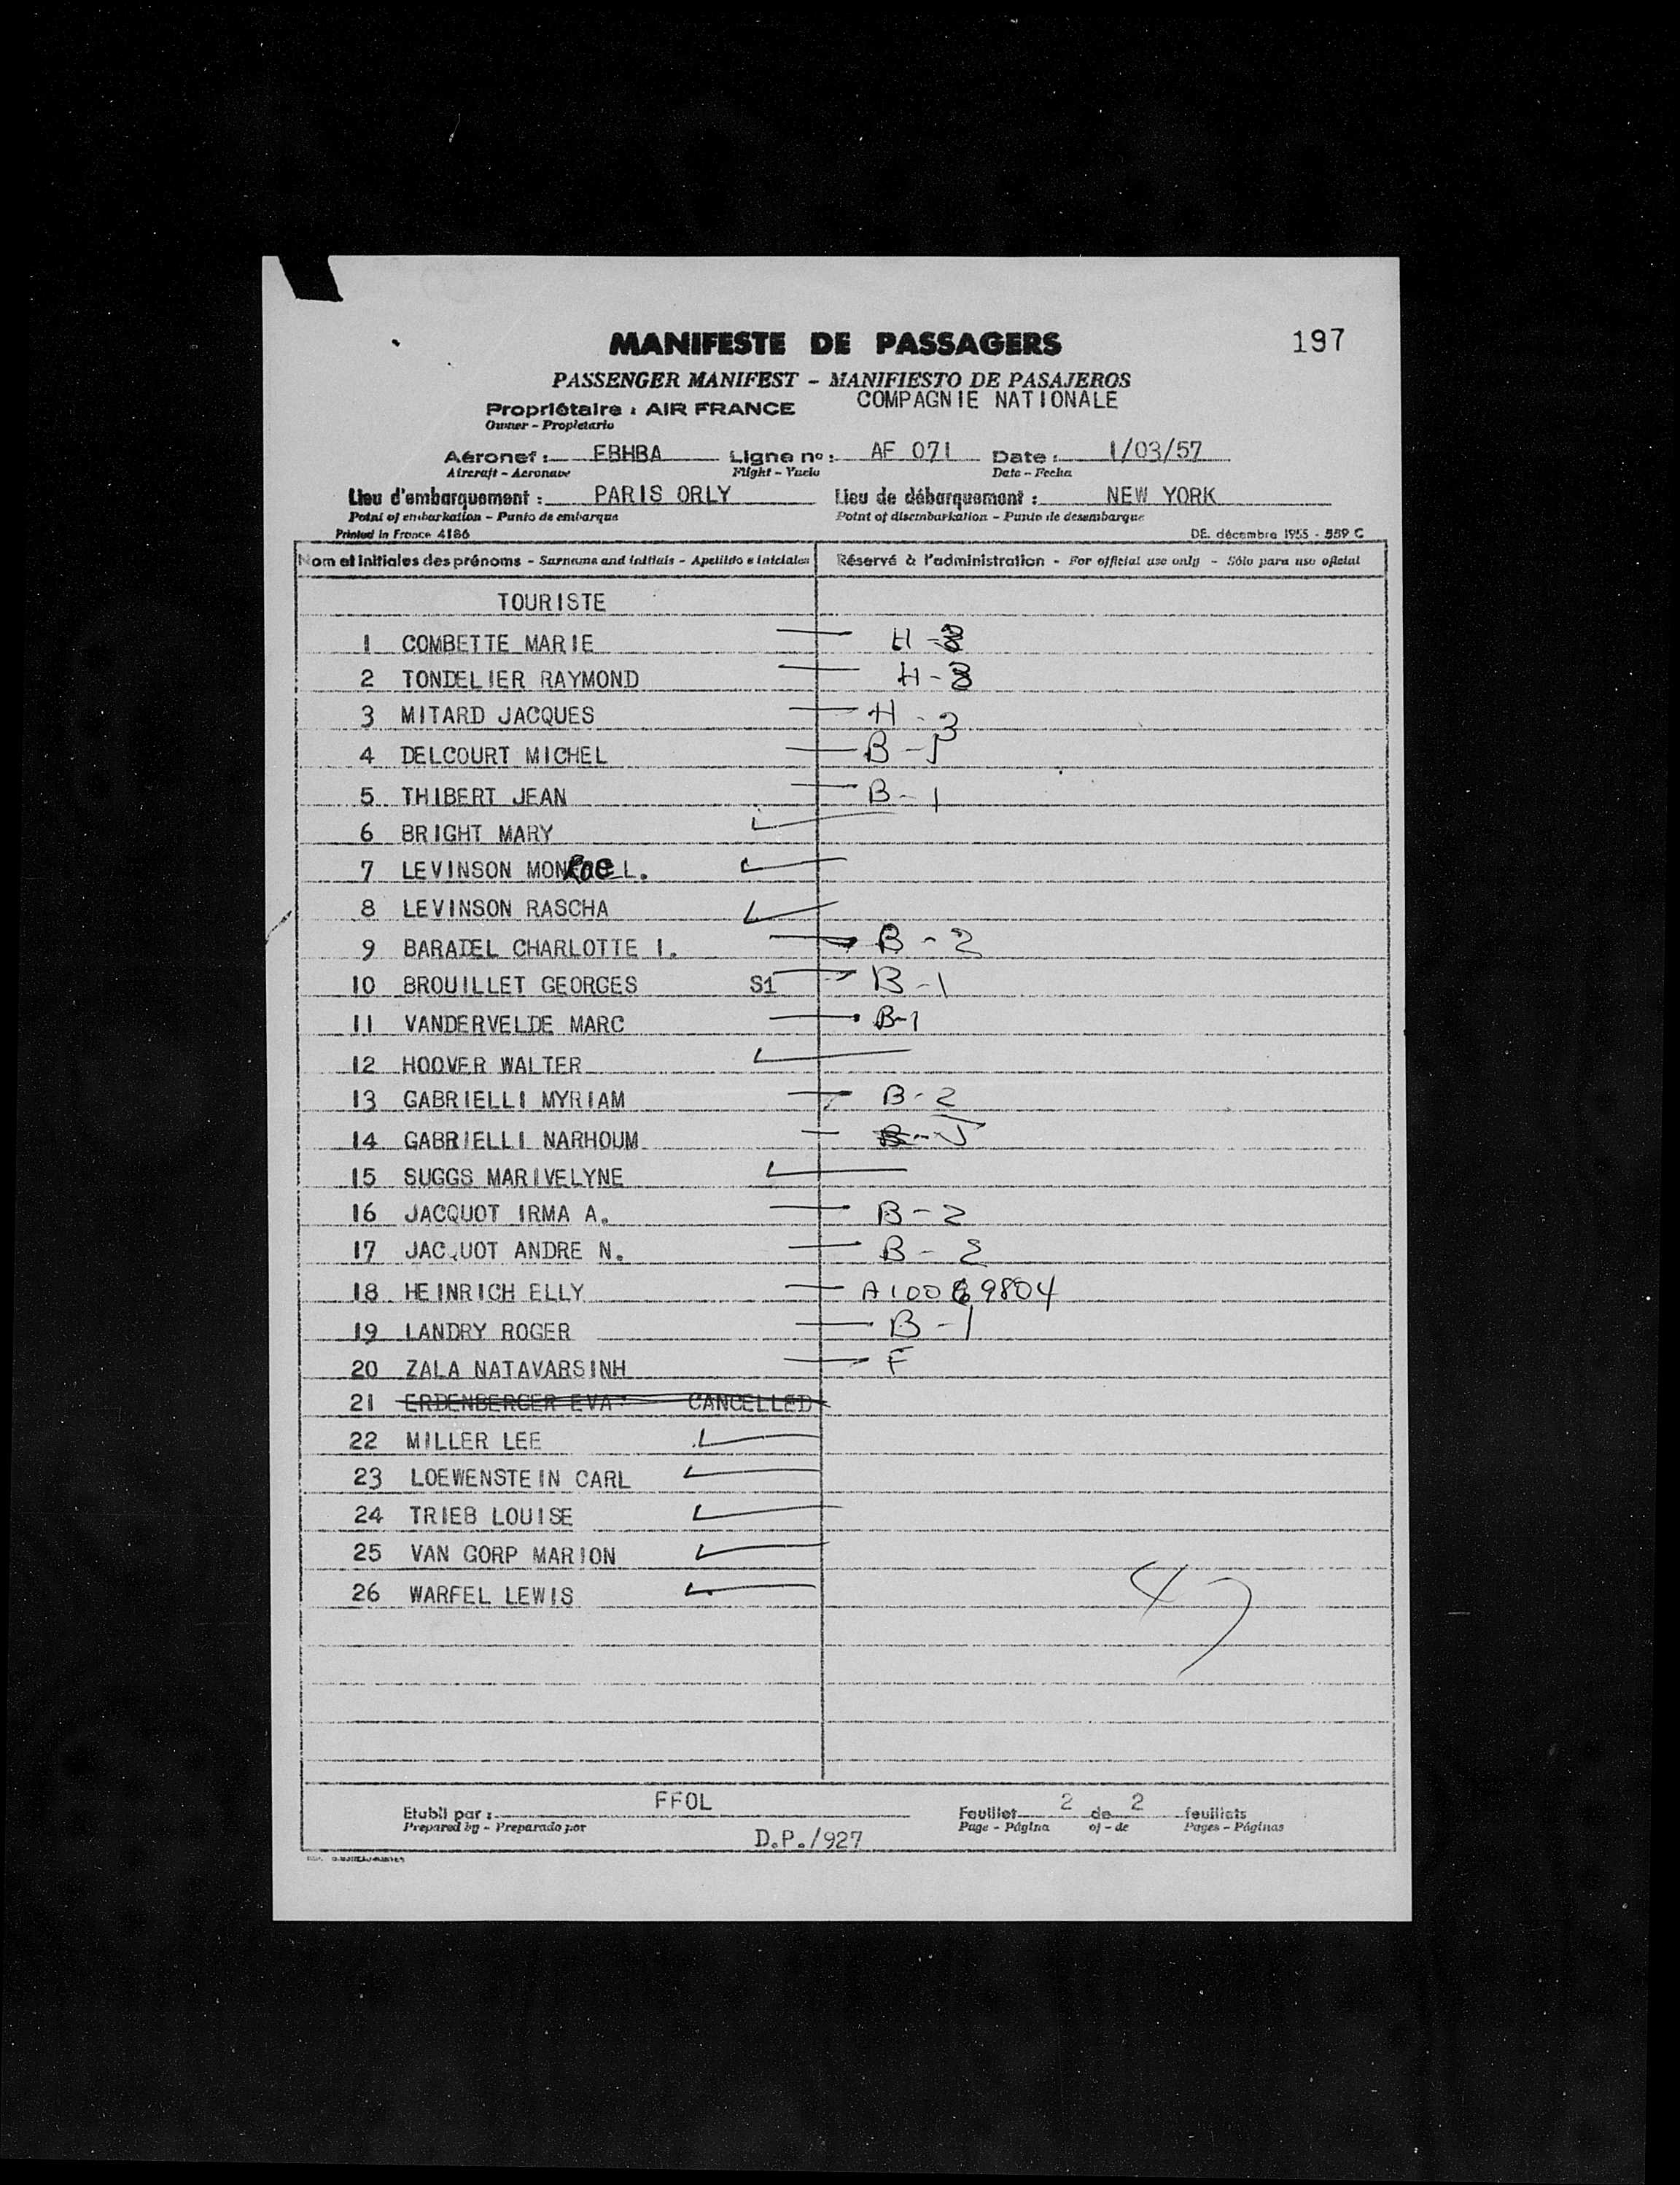 MANIFESTE DE PASSAGERS 197
PASSENGER MANIFEST - MANIFIESTO DE PASAJEROS
COMPAGNIE NATIONALE
Propriétaire : AIR FRANCE
Owner - Propietario
Aéronef : FBHBA Ligne no : AF 071 Date : 1/03/57
Aircraft - Aeronave Flight - Vuelo Date - Fecha
Lieu d'embarquement : PARIS ORLY Lieu de débarquement : NEW YORK
Point of embarkation - Punto de embarque Point of disembarkation - Punto de desembarque
Printed in France 4186 DE. décembre 1955 - 559 C
Nom et initiales des prénoms - Surname and initials - Apellido e iniciales Réservé à l'administration - For official use only - Sólo para uso oficial
TOURISTE
1 COMBETTE MARIE H-3
2 TONDELIER RAYMOND H-3
3 MITARD JACQUES H-3
4 DELCOURT MICHEL B-1
5 THIBERT JEAN B-1
6 BRIGHT MARY
7 LEVINSON MONROE L.
8 LEVINSON RASCHA
9 BARADEL CHARLOTTE I. B-2
10 BROUILLET GEORGES S1 B-1
11 VANDERVELDE MARC B-1
12 HOOVER WALTER
13 GABRIELLI MYRIAM B-2
14 GABRIELLI NARHOUM
15 SUGGS MARIVELYNE
16 JACQUOT IRMA A. B-2
17 JACQUOT ANDRE N. B-2
18 HEINRICH ELLY A10069804
19 LANDRY ROGER B-1
20 ZALA NATAVARSINH F
21 ERDENBERGER EVA CANCELLED
22 MILLER LEE
23 LOEWENSTEIN CARL
24 TRIEB LOUISE
25 VAN GORP MARION
26 WARFEL LEWIS
47
Etabli par : FFOL Feuillet 2 de 2 feuillets
Prepared by - Preparado por Page - Página of - de Pages - Páginas
D.P./927